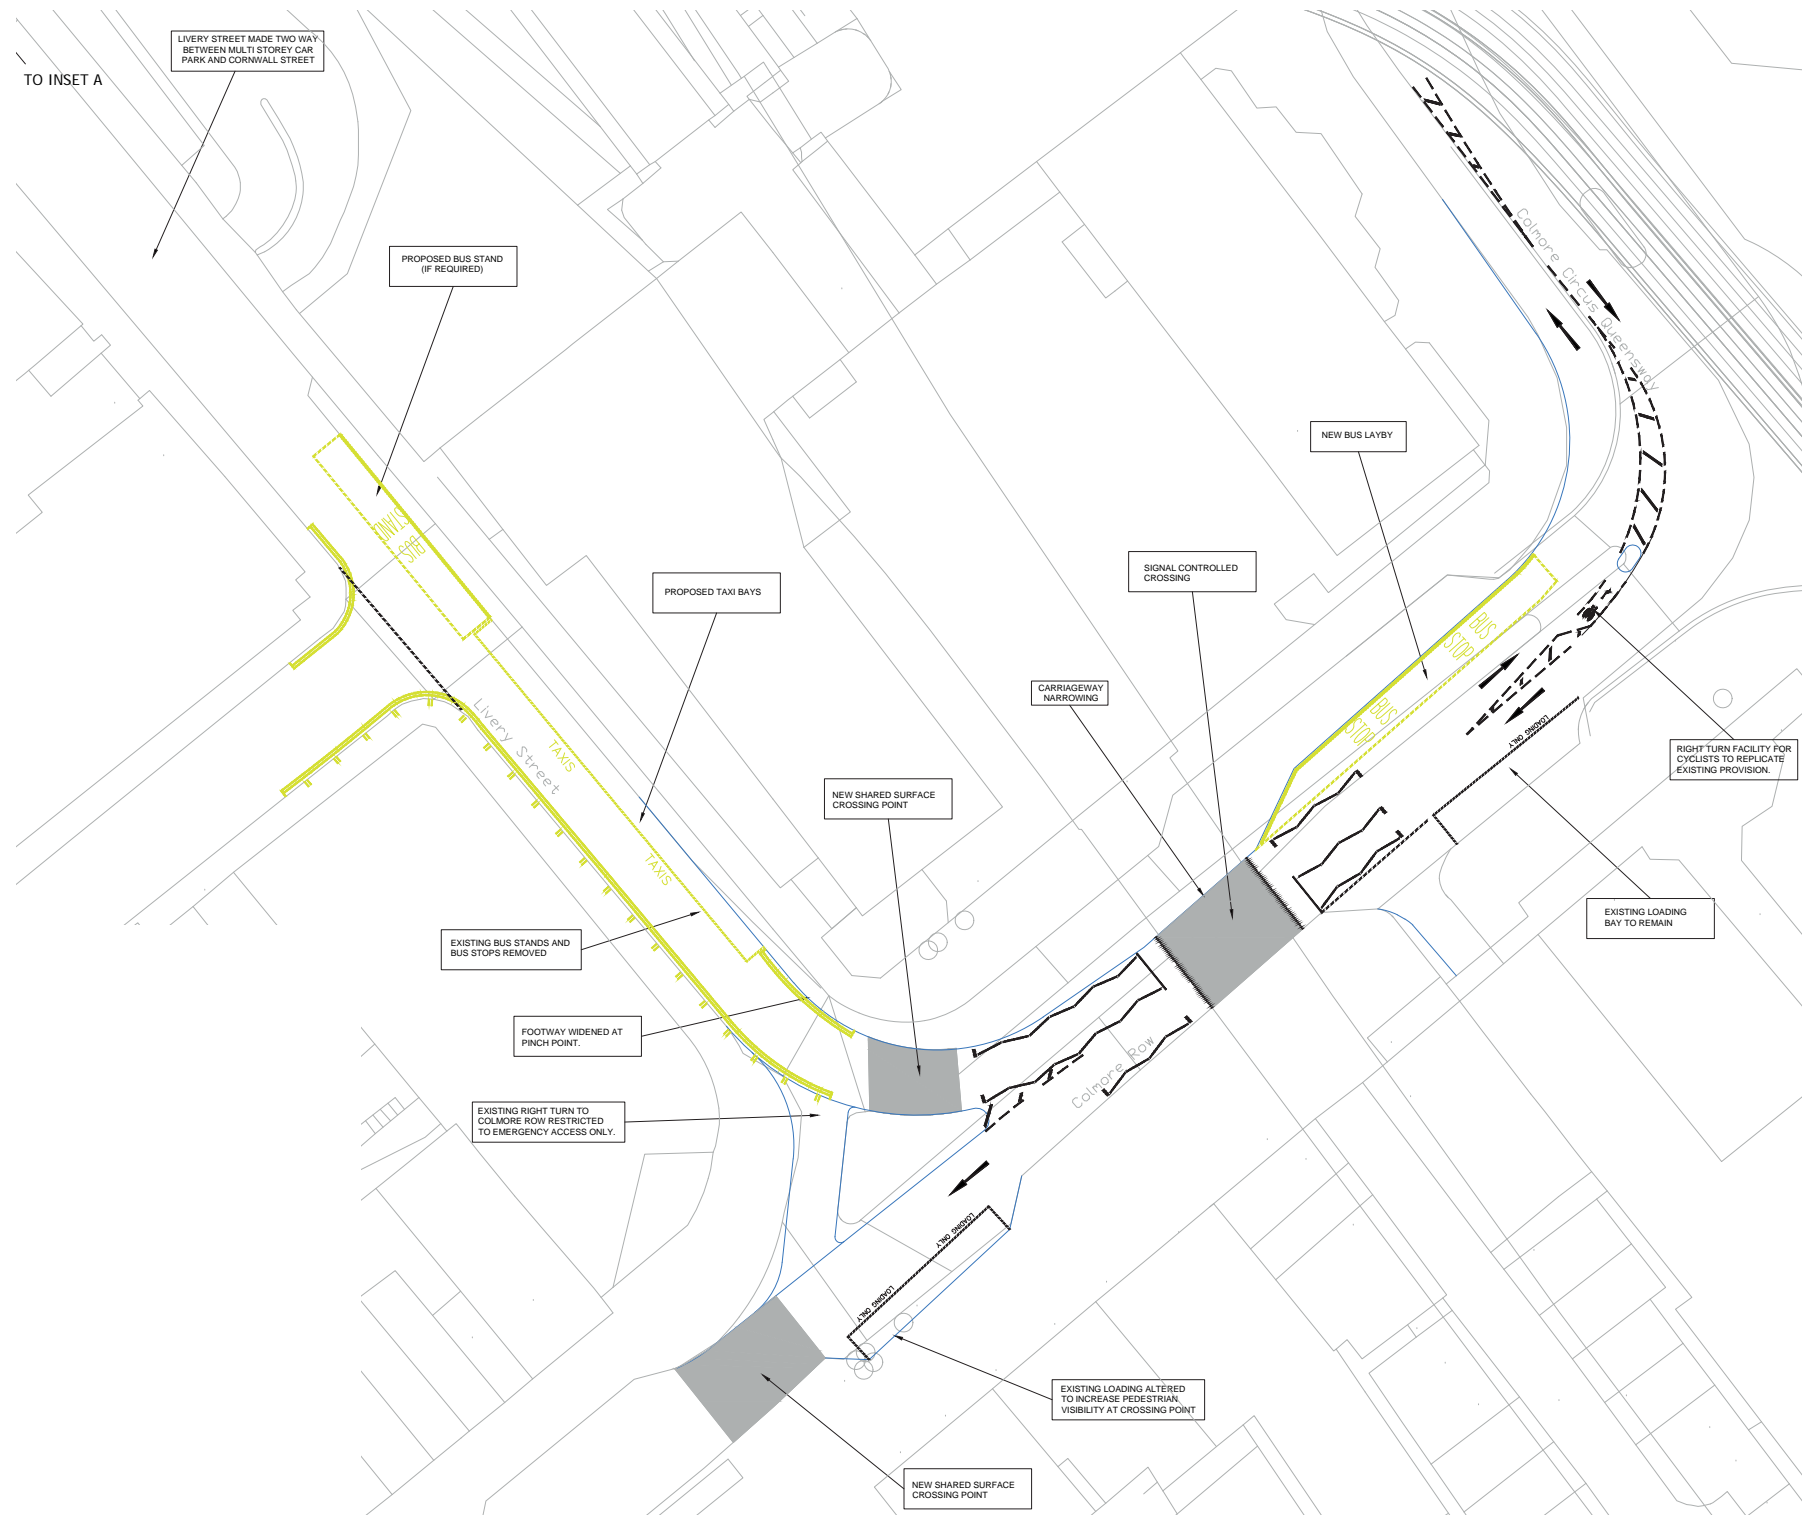 LIVERY STREET MADE TWO WAY
BETWEEN MULTI STOREY CAR
PARK AND CORNWALL STREET
TO INSET A
PROPOSED BUS STAND
(IF REQUIRED)
Colmore Circus Queensway
NEW BUS LAYBY
BUS
STAND
SIGNAL CONTROLLED
CROSSING
PROPOSED TAXI BAYS
BUS
STOP
BUS
STOP
CARRIAGEWAY
NARROWING
LOADING ONLY
RIGHT TURN FACILITY FOR
CYCLISTS TO REPLICATE
EXISTING PROVISION.
Livery Street
TAXIS
TAXIS
NEW SHARED SURFACE
CROSSING POINT
EXISTING LOADING
BAY TO REMAIN
EXISTING BUS STANDS AND
BUS STOPS REMOVED
FOOTWAY WIDENED AT
PINCH POINT.
Colmore Row
EXISTING RIGHT TURN TO
COLMORE ROW RESTRICTED
TO EMERGENCY ACCESS ONLY.
LOADING ONLY
LOADING ONLY
EXISTING LOADING ALTERED
TO INCREASE PEDESTRIAN
VISIBILITY AT CROSSING POINT
NEW SHARED SURFACE
CROSSING POINT